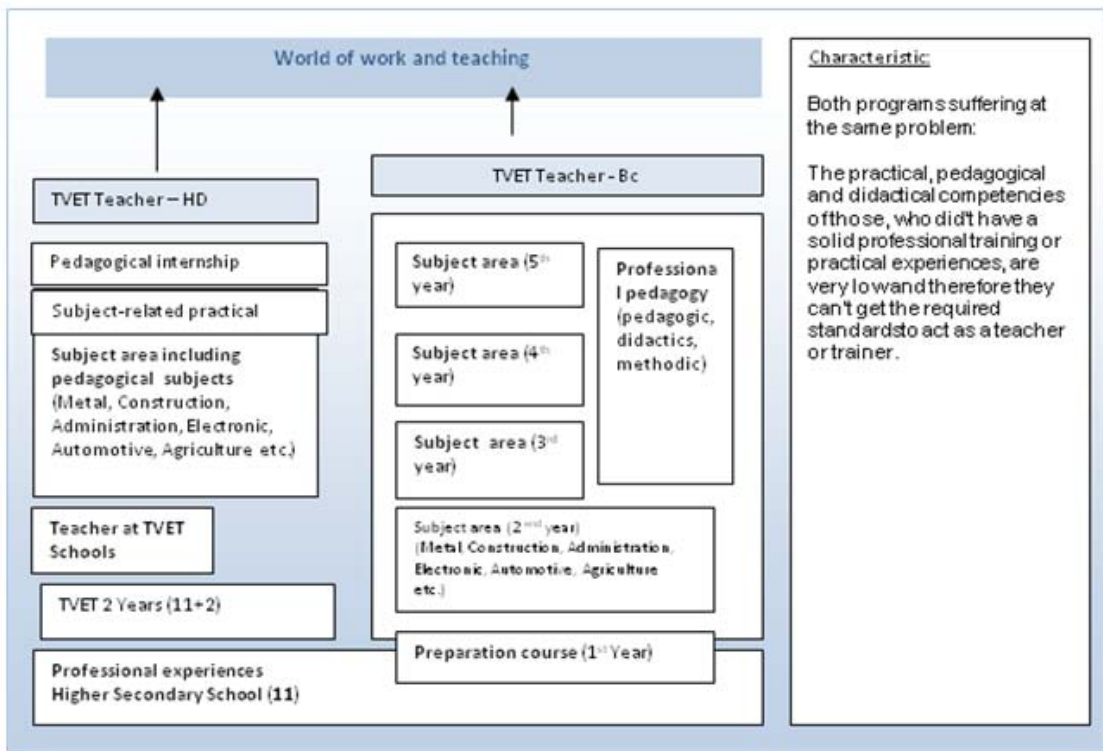 World of work and teaching
TVET Teacher – HD
Pedagogical internship
Subject-related practical
Subject area including
pedagogical subjects
(Metal, Construction,
Administration, Electronic,
Automotive, Agriculture etc.)
Teacher at TVET
Schools
TVET 2 Years (11+2)
Professional experiences
Higher Secondary School (11)
TVET Teacher - Bc
Subject area (5th
year)
Subject area (4th
year)
Subject area (3rd
year)
Professiona
l pedagogy
(pedagogic,
didactics,
methodic)
Subject area (2nd year)
(Metal, Construction, Administration,
Electronic, Automotive, Agriculture
etc.)
Preparation course (1st Year)
Characteristic:
Both programs suffering at
the same problem:
The practical, pedagogical
and didactical competencies
of those, who did't have a
solid professional training or
practical experiences, are
very low and therefore they
can't get the required
standards to act as a teacher
or trainer.